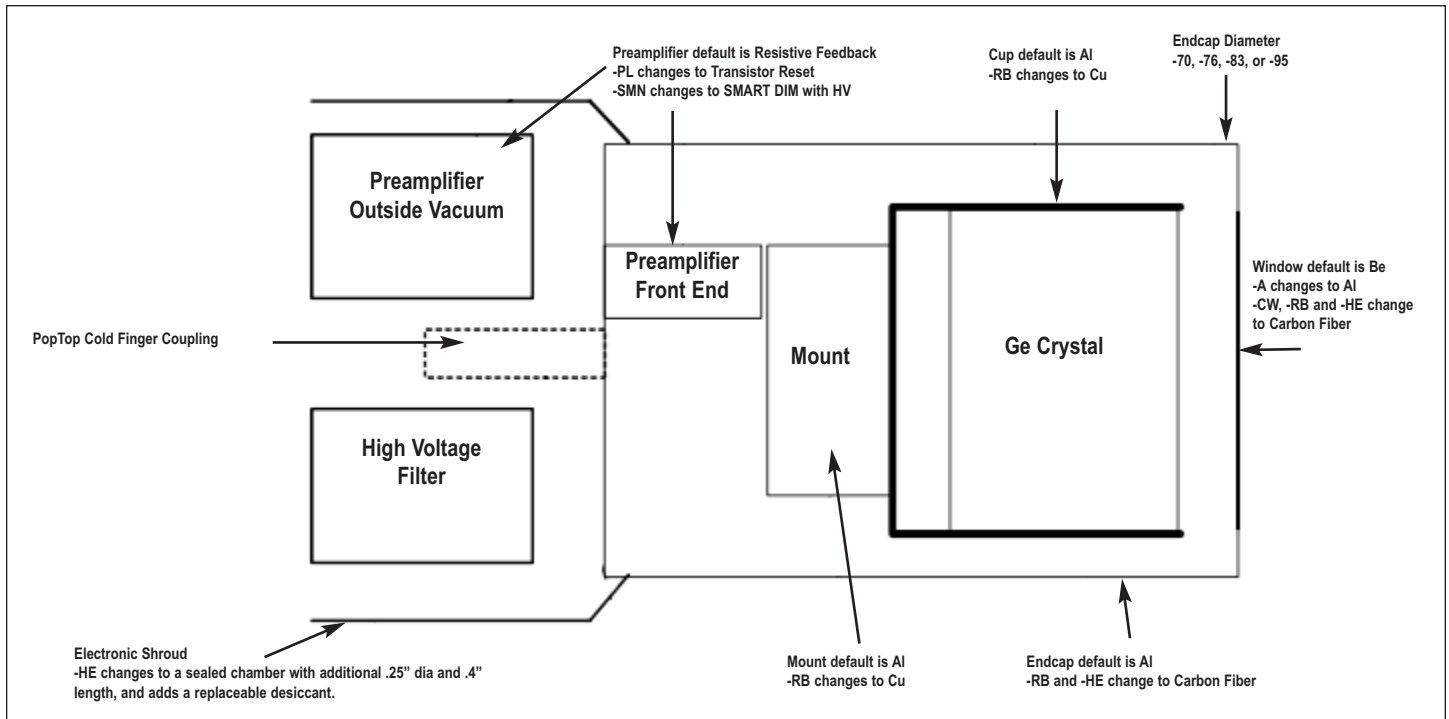 Preamplifier default is Resistive Feedback
-PL changes to Transistor Reset
-SMN changes to SMART DIM with HV
Cup default is Al
-RB changes to Cu
Endcap Diameter
-70, -76, -83, or -95
Preamplifier
Outside Vacuum
Preamplifier
Front End
Window default is Be
-A changes to Al
-CW, -RB and -HE change
to Carbon Fiber
PopTop Cold Finger Coupling
Mount
Ge Crystal
High Voltage
Filter
Electronic Shroud
-HE changes to a sealed chamber with additional .25” dia and .4”
length, and adds a replaceable desiccant.
Mount default is Al
-RB changes to Cu
Endcap default is Al
-RB and -HE change to Carbon Fiber